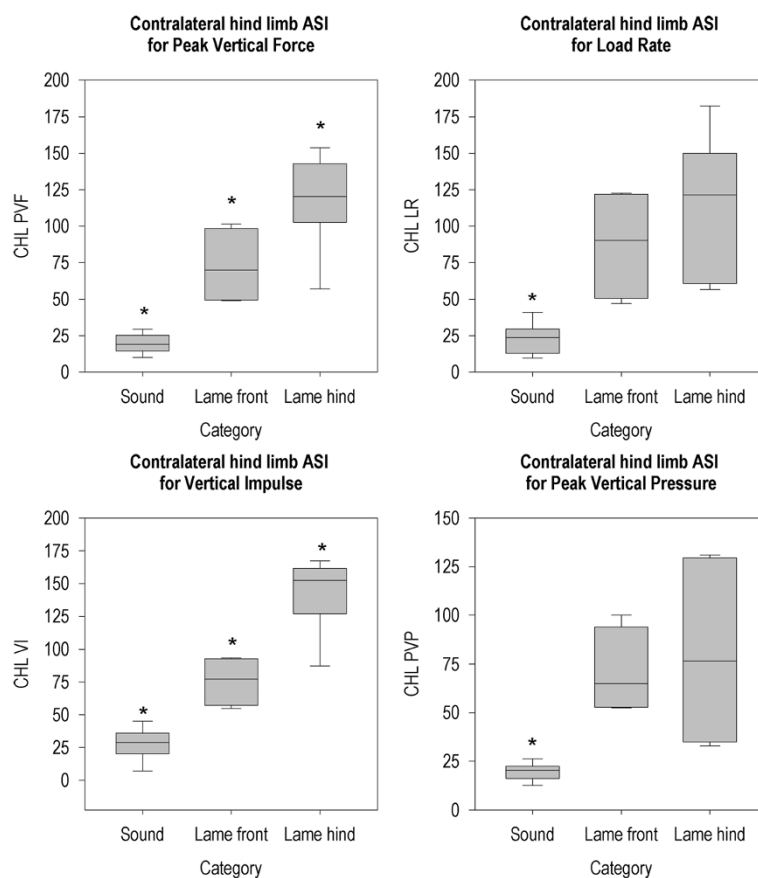 Contralateral hind limb ASI
for Peak Vertical Force
CHL PVF
200
175
150
125
100
75
50
25
0
*
*
*
Sound Lame front Lame hind
Category
Contralateral hind limb ASI
for Load Rate
CHL LR
200
175
150
125
100
75
50
25
0
*
Sound Lame front Lame hind
Category
Contralateral hind limb ASI
for Vertical Impulse
CHL VI
200
175
150
125
100
75
50
25
0
*
*
*
Sound Lame front Lame hind
Category
Contralateral hind limb ASI
for Peak Vertical Pressure
CHL PVP
150
125
100
75
50
25
0
*
Sound Lame front Lame hind
Category